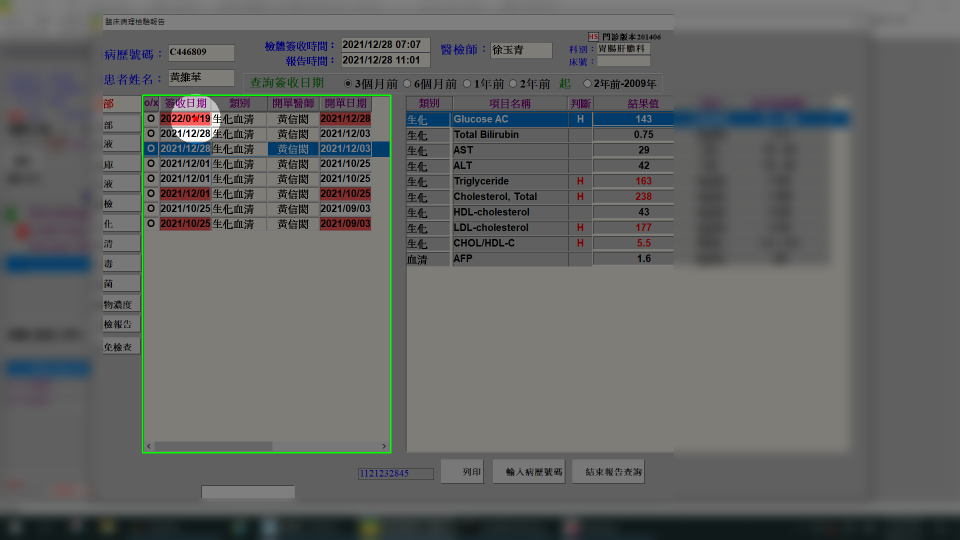 臨床病理檢驗報告
HS 門診版本201406
病歷號碼： C446809 檢體簽收時間： 2021/12/28 07:07 醫檢師： 徐玉青 科別： 胃腸肝膽科
報告時間： 2021/12/28 11:01 床號：
患者姓名： 黃維華 查詢簽收日期 3個月前 6個月前 1年前 2年前 起 2年前-2009年
部 o/x 簽收日期 類別 開單醫師 開單日期
O 2022/01/19 生化血清 黃信閎 2021/12/28
O 2021/12/28 生化血清 黃信閎 2021/12/03
O 2021/12/28 生化血清 黃信閎 2021/12/03
O 2021/12/01 生化血清 黃信閎 2021/10/25
O 2021/12/01 生化血清 黃信閎 2021/10/25
O 2021/12/01 生化血清 黃信閎 2021/10/25
O 2021/10/25 生化血清 黃信閎 2021/09/03
O 2021/10/25 生化血清 黃信閎 2021/09/03
部
液
庫
液
檢
化
清
毒
菌
物濃度
檢報告
免檢查
類別 項目名稱 判斷 結果值
生化 Glucose AC H 143
生化 Total Bilirubin 0.75
生化 AST 29
生化 ALT 42
生化 Triglyceride H 163
生化 Cholesterol, Total H 238
生化 HDL-cholesterol 43
生化 LDL-cholesterol H 177
生化 CHOL/HDL-C H 5.5
血清 AFP 1.6
1121232845 列印 輸入病歷號碼 結束報告查詢